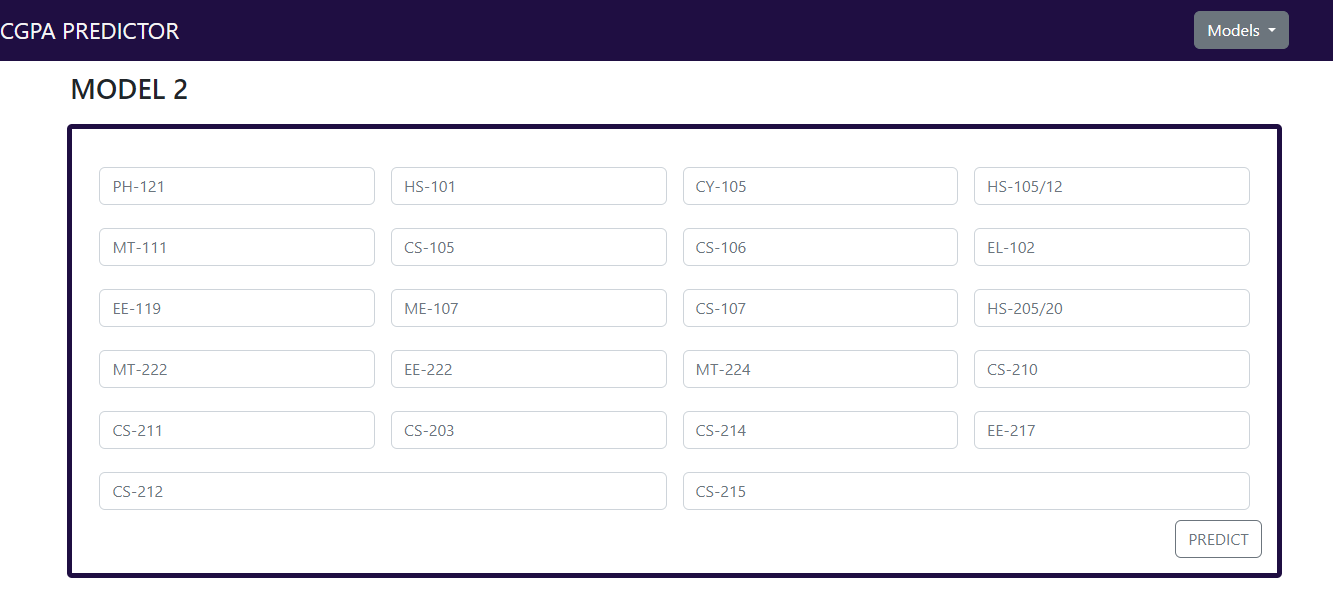 CGPA PREDICTOR Models
MODEL 2
PH-121 HS-101 CY-105 HS-105/12
MT-111 CS-105 CS-106 EL-102
EE-119 ME-107 CS-107 HS-205/20
MT-222 EE-222 MT-224 CS-210
CS-211 CS-203 CS-214 EE-217
CS-212 CS-215
PREDICT